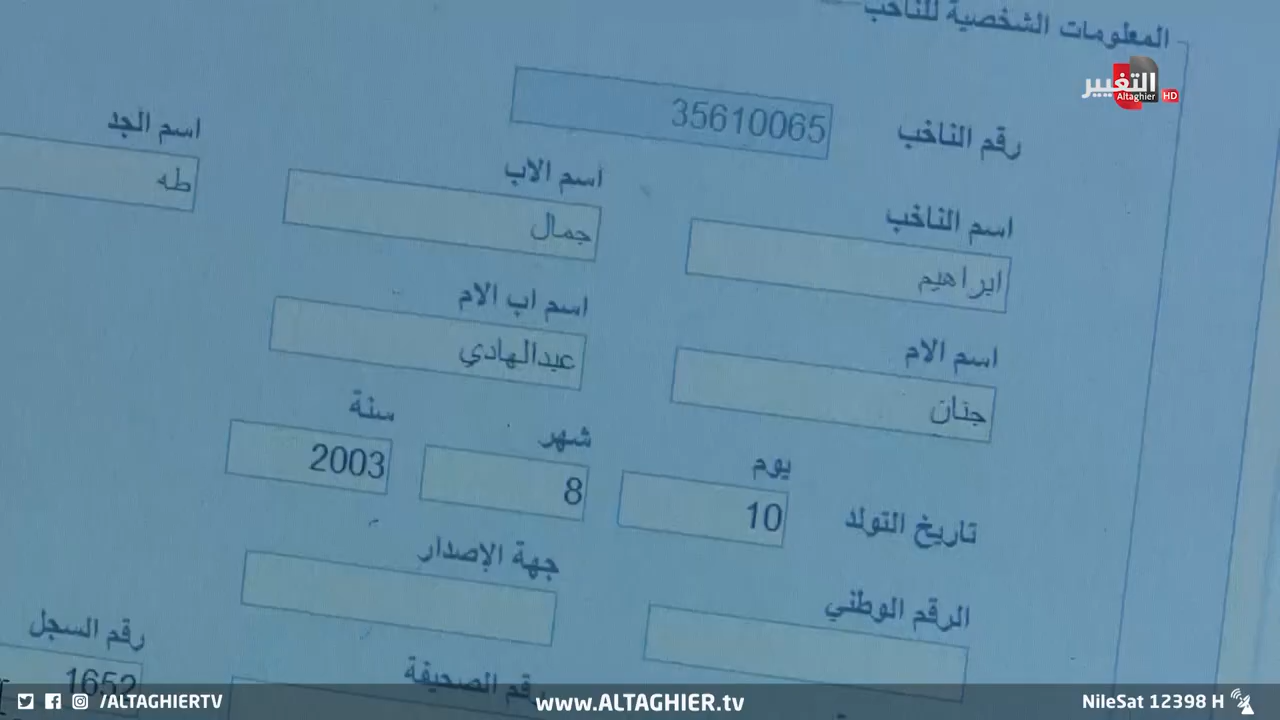 المعلومات الشخصية للناخب
التغيير
Altaghier HD
رقم الناخب
35610065
اسم الناخب
ابراهيم
اسم الاب
جمال
اسم الجد
طه
اسم الام
جنان
اسم اب الام
عبدالهادي
تاريخ التولد
يوم
10
شهر
8
سنة
2003
الرقم الوطني
جهة الإصدار
رقم الصحيفة
رقم السجل
1652
/ALTAGHIERTV
www.ALTAGHIER.tv
NileSat 12398 H